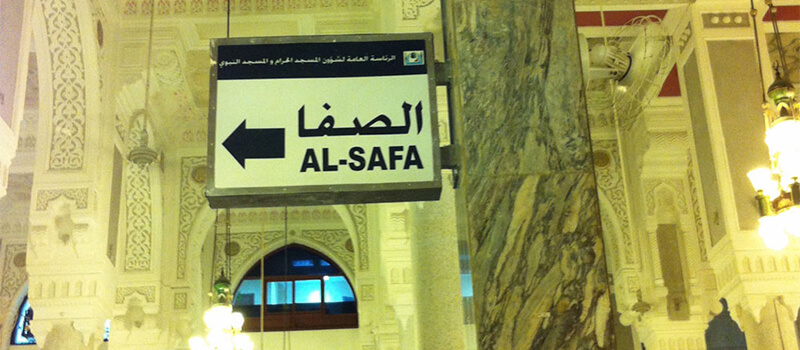 الرئاسة العامة لشؤون المسجد الحرام و المسجد النبوي
الصفا
AL-SAFA